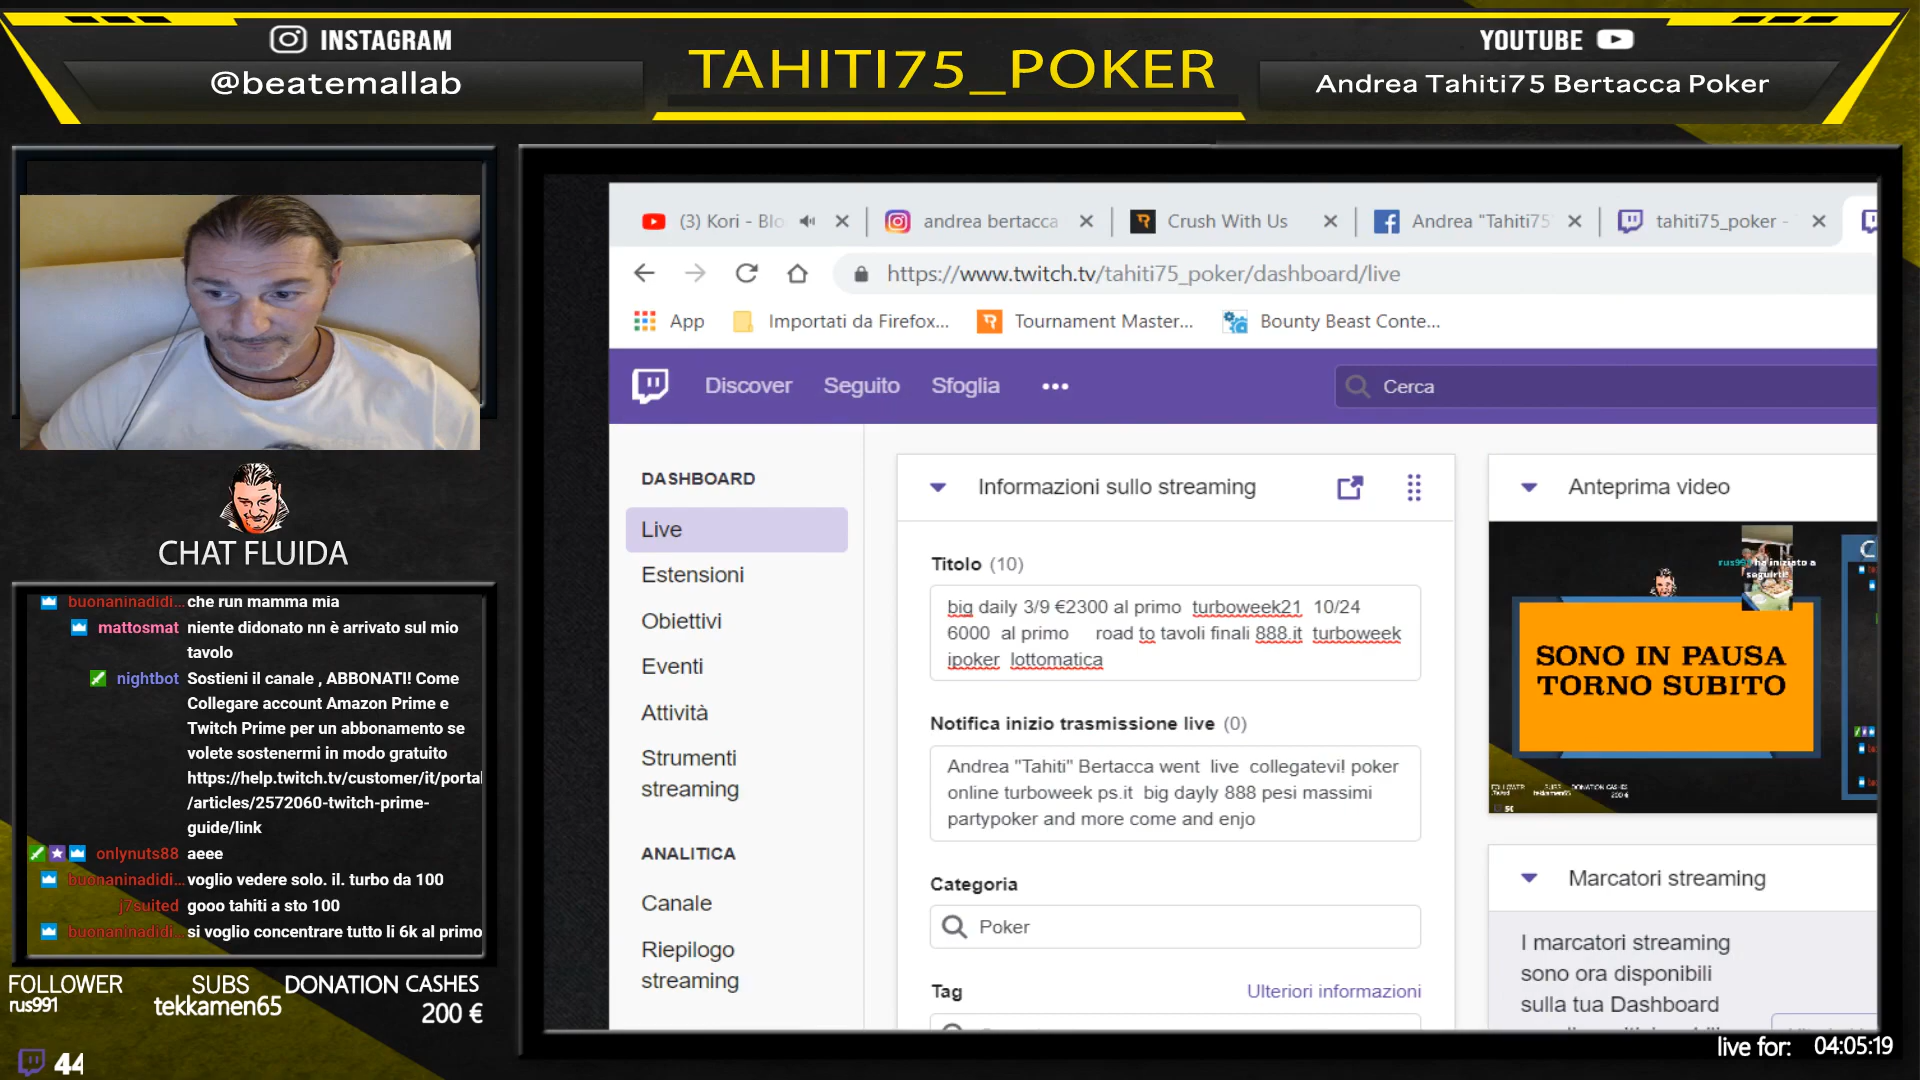 INSTAGRAM
@beatemallab
TAHITI75_POKER
YOUTUBE
Andrea Tahiti75 Bertacca Poker
(3) Kori - Blo
andrea bertacca
Crush With Us
Andrea "Tahiti75"
tahiti75_poker -
https://www.twitch.tv/tahiti75_poker/dashboard/live
App
Importati da Firefox...
Tournament Master...
Bounty Beast Conte...
Discover
Seguito
Sfoglia
Cerca
DASHBOARD
Live
Estensioni
Obiettivi
Eventi
Attività
Strumenti
streaming
ANALITICA
Canale
Riepilogo
streaming
Informazioni sullo streaming
Titolo (10)
big daily 3/9 €2300 al primo turboweek21 10/24
6000 al primo road to tavoli finali 888.it turboweek
ipoker lottomatica
Notifica inizio trasmissione live (0)
Andrea "Tahiti" Bertacca went live collegatevi! poker
online turboweek ps.it big dayly 888 pesi massimi
partypoker and more come and enjo
Categoria
Poker
Tag
Ulteriori informazioni
Anteprima video
rus991 ha iniziato a
seguirti!
SONO IN PAUSA
TORNO SUBITO
Marcatori streaming
I marcatori streaming
sono ora disponibili
sulla tua Dashboard
CHAT FLUIDA
buonaninadidi... che run mamma mia
mattosmat niente didonato nn è arrivato sul mio
tavolo
nightbot Sostieni il canale , ABBONATI! Come
Collegare account Amazon Prime e
Twitch Prime per un abbonamento se
volete sostenermi in modo gratuito
https://help.twitch.tv/customer/it/portal
/articles/2572060-twitch-prime-
guide/link
onlynuts88 aeee
buonaninadidi... voglio vedere solo. il. turbo da 100
j7suited gooo tahiti a sto 100
buonaninadidi... si voglio concentrare tutto li 6k al primo
FOLLOWER
rus991
SUBS
tekkamen65
DONATION CASHES
200 €
44
live for: 04:05:19